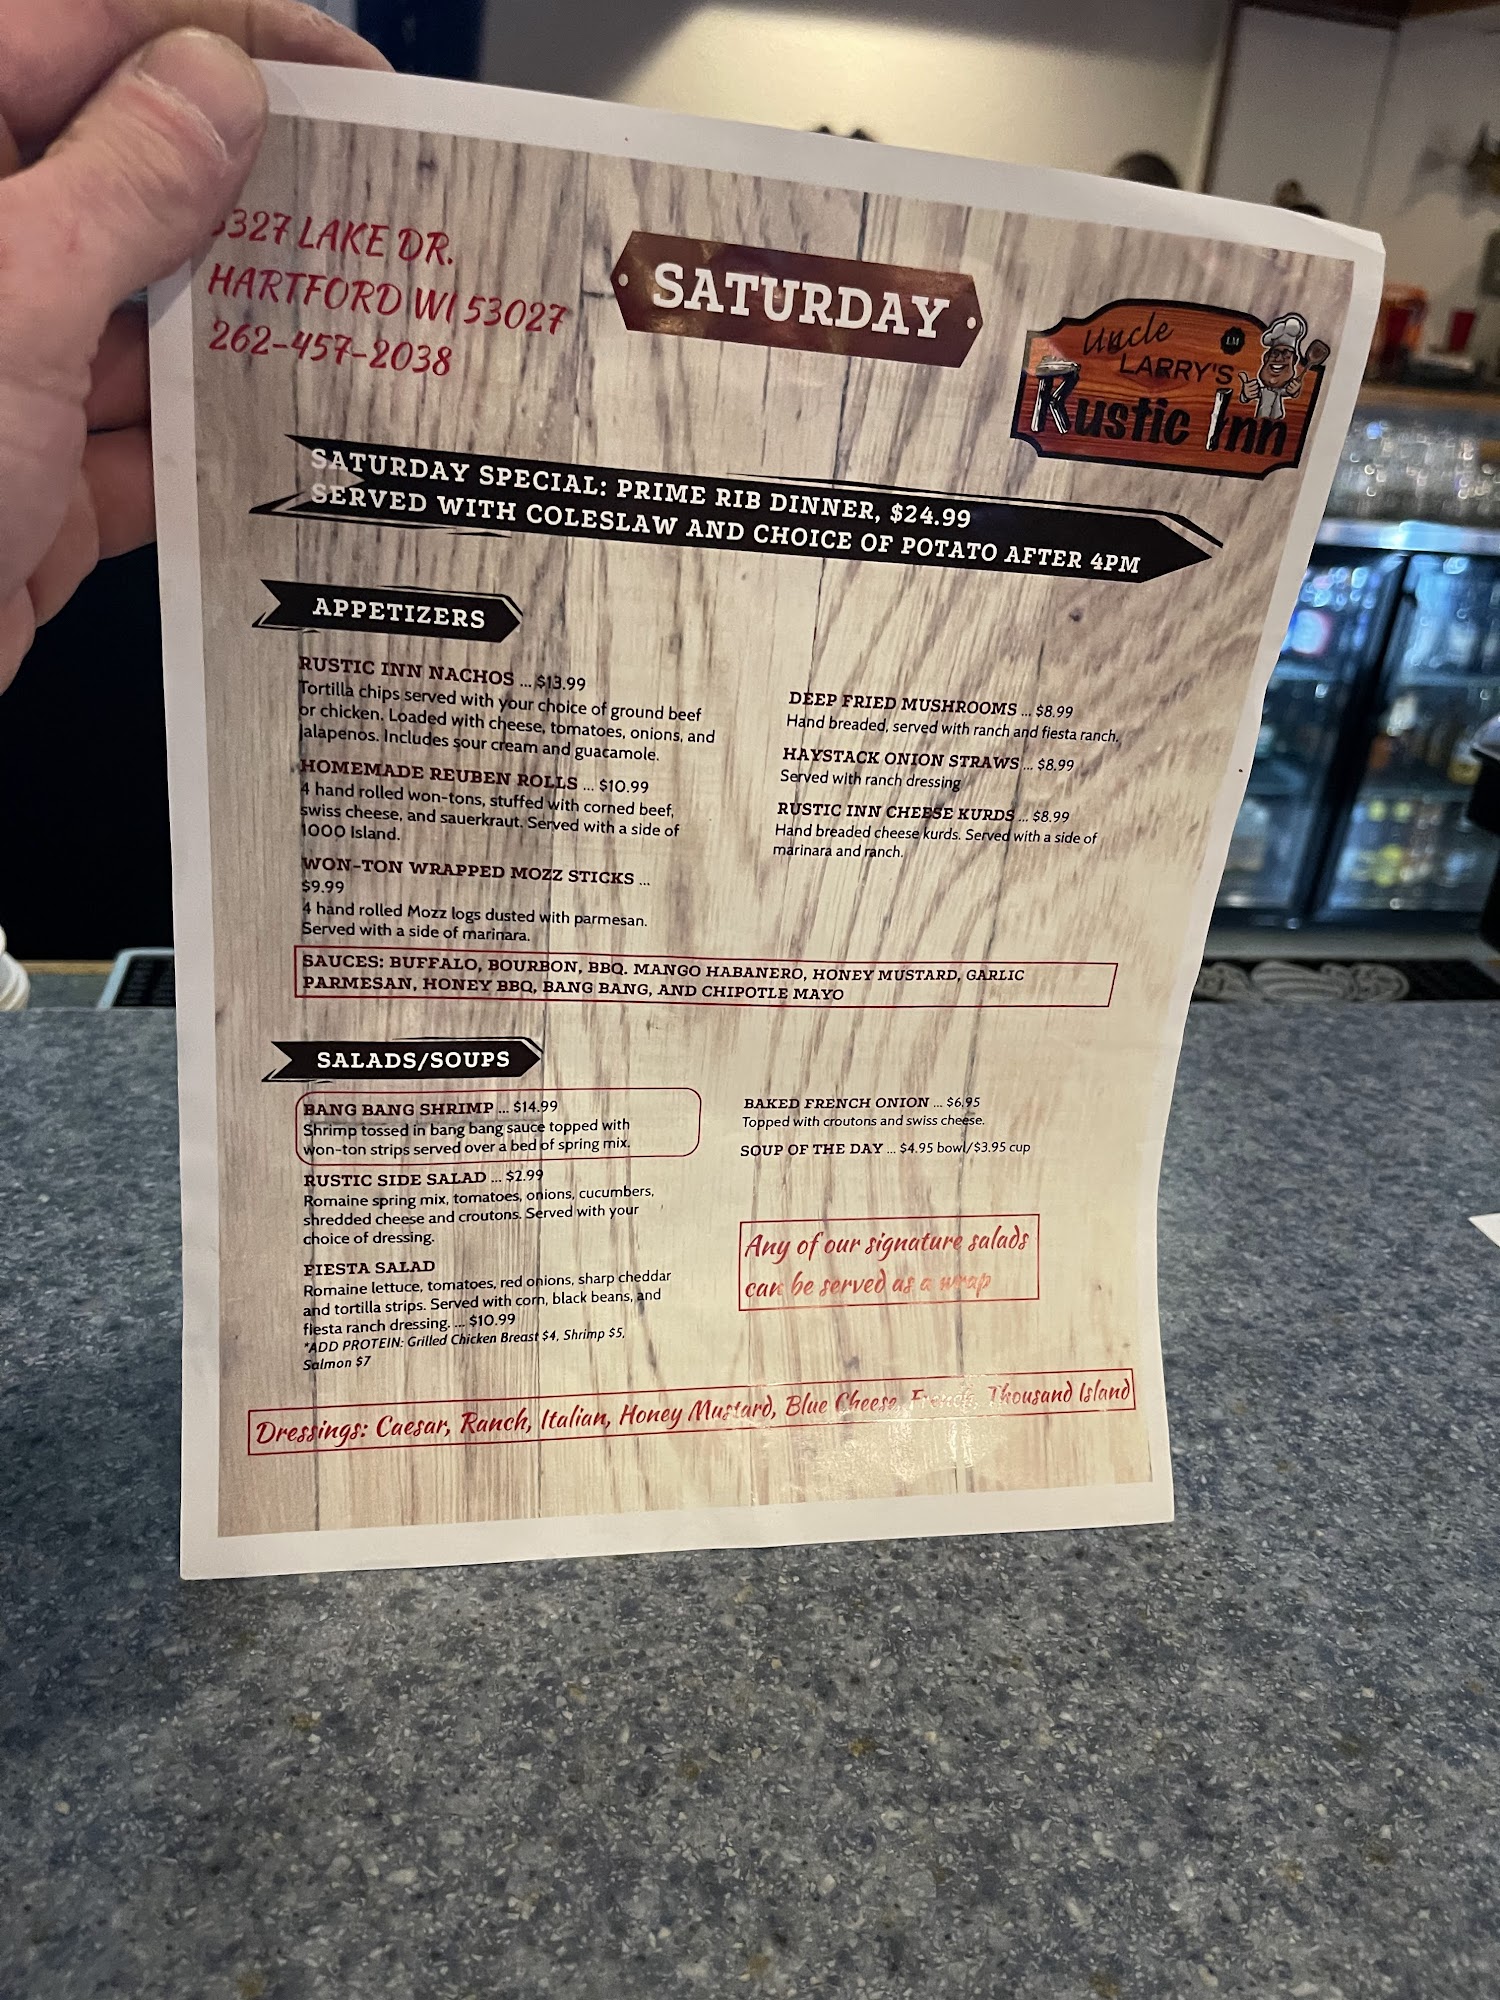 LAKE DR.
HARTFORD WI 53027
262-457-2038
SATURDAY
Uncle
LARRY'S
Rustic Inn
LM
SATURDAY SPECIAL: PRIME RIB DINNER, $24.99
SERVED WITH COLESLAW AND CHOICE OF POTATO AFTER 4PM
APPETIZERS
RUSTIC INN NACHOS ... $13.99
Tortilla chips served with your choice of ground beef
or chicken. Loaded with cheese, tomatoes, onions, and
jalapenos. Includes sour cream and guacamole.
HOMEMADE REUBEN ROLLS ... $10.99
4 hand rolled won-tons, stuffed with corned beef,
swiss cheese, and sauerkraut. Served with a side of
1000 Island.
WON-TON WRAPPED MOZZ STICKS ...
$9.99
4 hand rolled Mozz logs dusted with parmesan.
Served with a side of marinara.
DEEP FRIED MUSHROOMS ... $8.99
Hand breaded, served with ranch and fiesta ranch.
HAYSTACK ONION STRAWS ... $8.99
Served with ranch dressing
RUSTIC INN CHEESE KURDS ... $8.99
Hand breaded cheese kurds. Served with a side of
marinara and ranch.
SAUCES: BUFFALO, BOURBON, BBQ. MANGO HABANERO, HONEY MUSTARD, GARLIC
PARMESAN, HONEY BBQ, BANG BANG, AND CHIPOTLE MAYO
SALADS/SOUPS
BANG BANG SHRIMP ... $14.99
Shrimp tossed in bang bang sauce topped with
won-ton strips served over a bed of spring mix.
RUSTIC SIDE SALAD ... $2.99
Romaine spring mix, tomatoes, onions, cucumbers,
shredded cheese and croutons. Served with your
choice of dressing.
FIESTA SALAD
Romaine lettuce, tomatoes, red onions, sharp cheddar
and tortilla strips. Served with corn, black beans, and
fiesta ranch dressing. ... $10.99
*ADD PROTEIN: Grilled Chicken Breast $4, Shrimp $5,
Salmon $7
BAKED FRENCH ONION ... $6.95
Topped with croutons and swiss cheese.
SOUP OF THE DAY ... $4.95 bowl/$3.95 cup
Any of our signature salads
can be served as a wrap
Dressings: Caesar, Ranch, Italian, Honey Mustard, Blue Cheese, French, Thousand Island